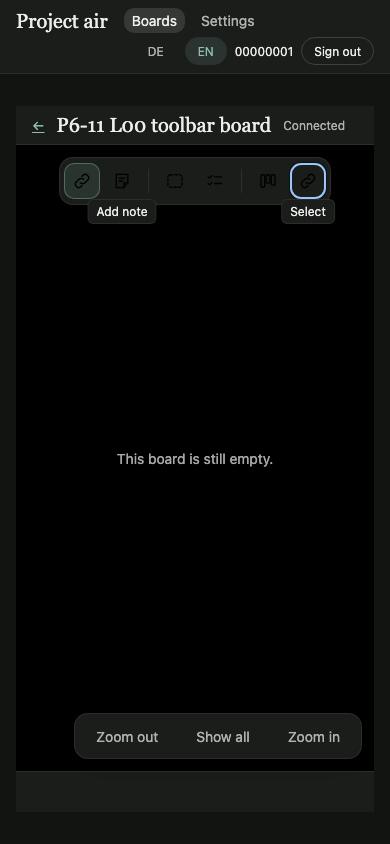 Project air Boards Settings
DE EN 00000001 Sign out
← P6-11 L00 toolbar board Connected
Add note Select
This board is still empty.
Zoom out Show all Zoom in